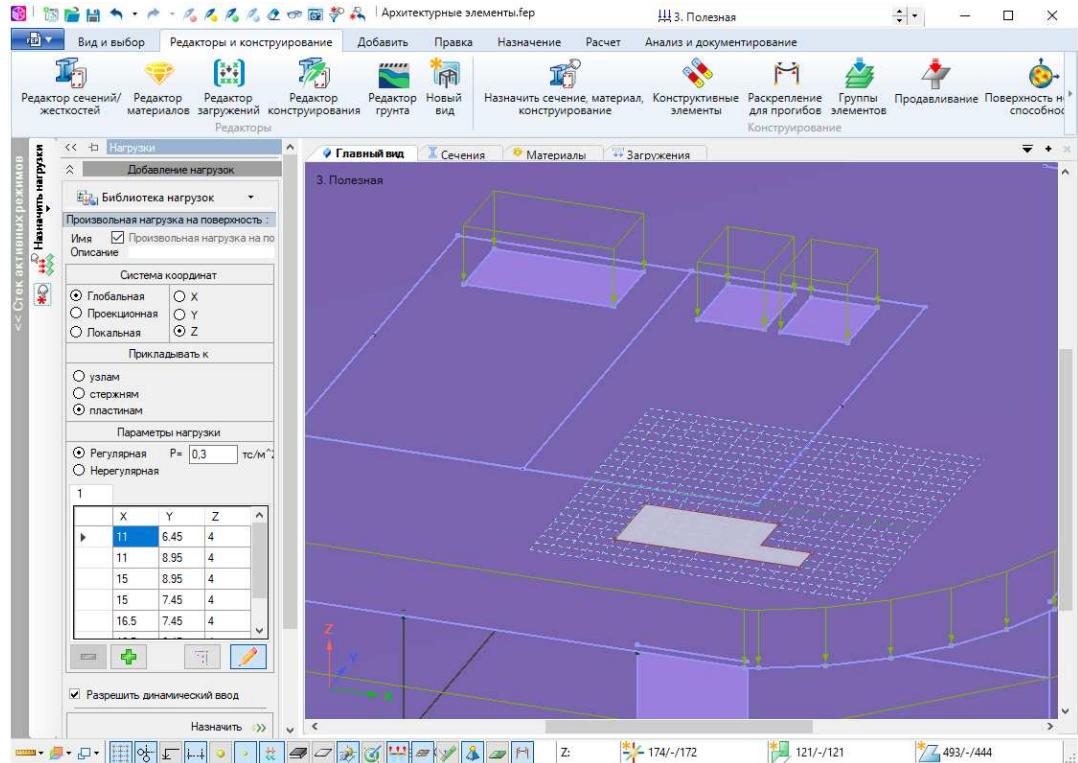 Архитектурные элементы.fep
3. Полезная
Вид и выбор Редакторы и конструирование Добавить Правка Назначение Расчет Анализ и документирование
Редактор сечений/ жесткостей
Редактор материалов
Редактор загружений
Редактор конструирования
Редактор грунта
Новый вид
Назначить сечение, материал, конструирование
Конструктивные элементы
Раскрепление для прогибов
Группы элементов
Продавливание
Поверхность н
способнос
Редакторы
Конструирование
<< Стек активных режимов
Назначить нагрузки
<< Нагрузки
Добавление нагрузок
Библиотека нагрузок
Произвольная нагрузка на поверхность :
Имя Произвольная нагрузка на по
Описание
Система координат
Глобальная X
Проекционная Y
Локальная Z
Прикладывать к
узлам
стержням
пластинам
Параметры нагрузки
Регулярная P= 0,3 тс/м^2
Нерегулярная
1
X Y Z
11 6.45 4
11 8.95 4
15 8.95 4
15 7.45 4
16.5 7.45 4
Разрешить динамический ввод
Назначить
Главный вид Сечения Материалы Загружения
3. Полезная
Z
Y
X
Z: 174/-/172 121/-/121 493/-/444